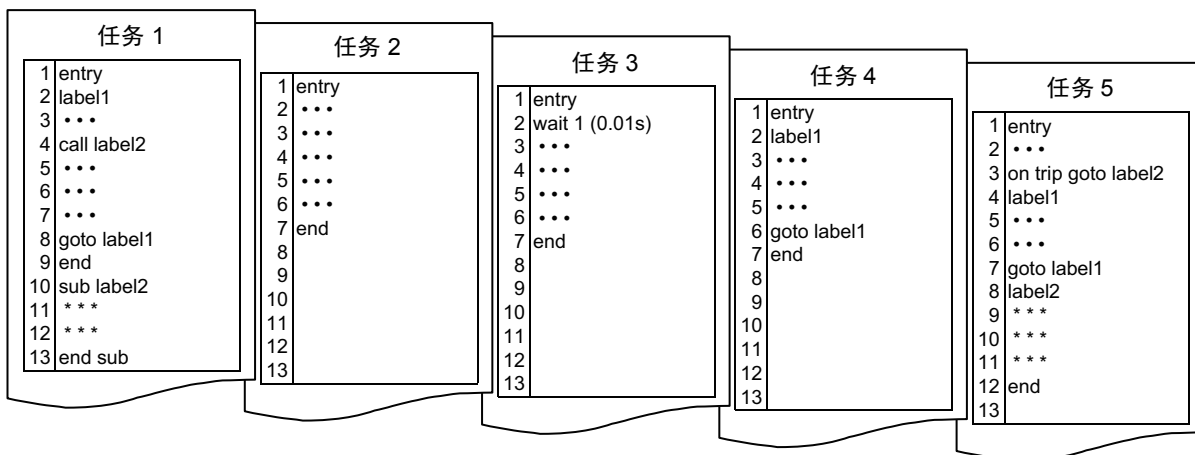 任务 1
1 entry
2 label1
3 • • •
4 call label2
5 • • •
6 • • •
7 • • •
8 goto label1
9 end
10 sub label2
11 * * *
12 * * *
13 end sub
任务 2
1 entry
2 • • •
3 • • •
4 • • •
5 • • •
6 • • •
7 end
8
9
10
11
12
13
任务 3
1 entry
2 wait 1 (0.01s)
3 • • •
4 • • •
5 • • •
6 • • •
7 end
8
9
10
11
12
13
任务 4
1 entry
2 label1
3 • • •
4 • • •
5 • • •
6 goto label1
7 end
8
9
10
11
12
13
任务 5
1 entry
2 • • •
3 on trip goto label2
4 label1
5 • • •
6 • • •
7 goto label1
8 label2
9 * * *
10 * * *
11 * * *
12 end
13